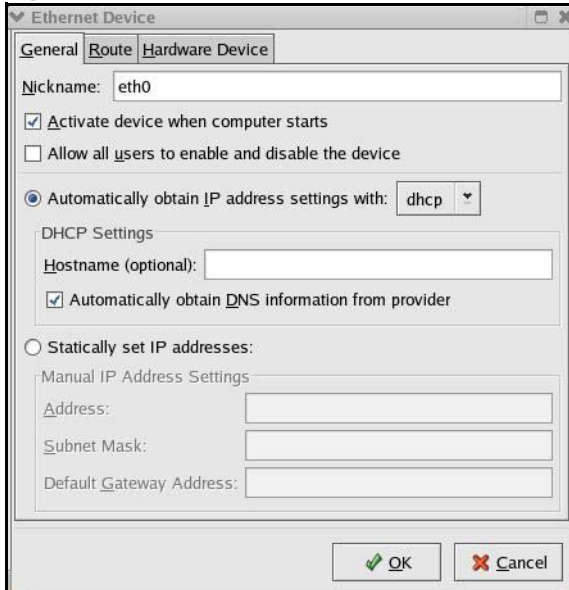 Ethernet Device
General Route Hardware Device
Nickname: eth0
Activate device when computer starts
Allow all users to enable and disable the device
Automatically obtain IP address settings with: dhcp
DHCP Settings
Hostname (optional):
Automatically obtain DNS information from provider
Statically set IP addresses:
Manual IP Address Settings
Address:
Subnet Mask:
Default Gateway Address:
OK Cancel